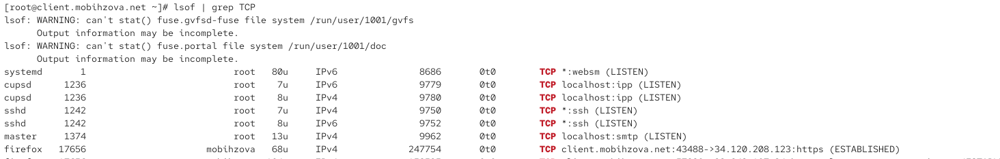 [root@client.mobihzova.net ~]# lsof | grep TCP
lsof: WARNING: can't stat() fuse.gvfsd-fuse file system /run/user/1001/gvfs
      Output information may be incomplete.
lsof: WARNING: can't stat() fuse.portal file system /run/user/1001/doc
      Output information may be incomplete.
systemd       1                           root   80u     IPv6               8686       0t0        TCP *:websm (LISTEN)
cupsd      1236                           root    7u     IPv6               9779       0t0        TCP localhost:ipp (LISTEN)
cupsd      1236                           root    8u     IPv4               9780       0t0        TCP localhost:ipp (LISTEN)
sshd       1242                           root    7u     IPv4               9750       0t0        TCP *:ssh (LISTEN)
sshd       1242                           root    8u     IPv6               9752       0t0        TCP *:ssh (LISTEN)
master     1374                           root   13u     IPv4               9962       0t0        TCP localhost:smtp (LISTEN)
firefox   17656                      mobihzova   68u     IPv4             247754       0t0        TCP client.mobihzova.net:43488->34.120.208.123:https (ESTABLISHED)